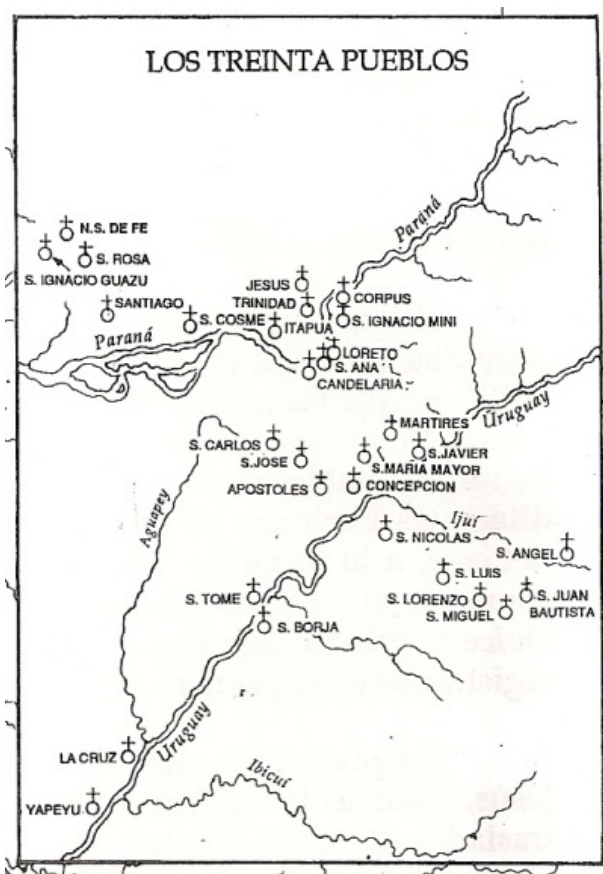 LOS TREINTA PUEBLOS
Paraná
N.S. DE FE
S. ROSA
S. IGNACIO GUAZU
SANTIAGO
S. COSME
JESUS
TRINIDAD
ITAPUA
CORPUS
S. IGNACIO MINI
Paraná
LORETO
S. ANA
CANDELARIA
MARTIRES
Uruguay
S. CARLOS
S. JOSE
S. JAVIER
S. MARIA MAYOR
APOSTOLES
CONCEPCION
Aguapey
Ijuí
S. NICOLAS
S. ANGEL
S. LUIS
S. TOME
S. LORENZO
S. JUAN
BAUTISTA
S. MIGUEL
S. BORJA
Uruguay
LA CRUZ
Ibicuí
YAPEYU